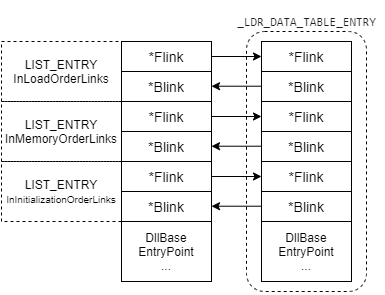 _LDR_DATA_TABLE_ENTRY
LIST_ENTRY
InLoadOrderLinks
*Flink
*Flink
*Blink
*Blink
LIST_ENTRY
InMemoryOrderLinks
*Flink
*Flink
*Blink
*Blink
LIST_ENTRY
InInitializationOrderLinks
*Flink
*Flink
*Blink
*Blink
DllBase
EntryPoint
...
DllBase
EntryPoint
...